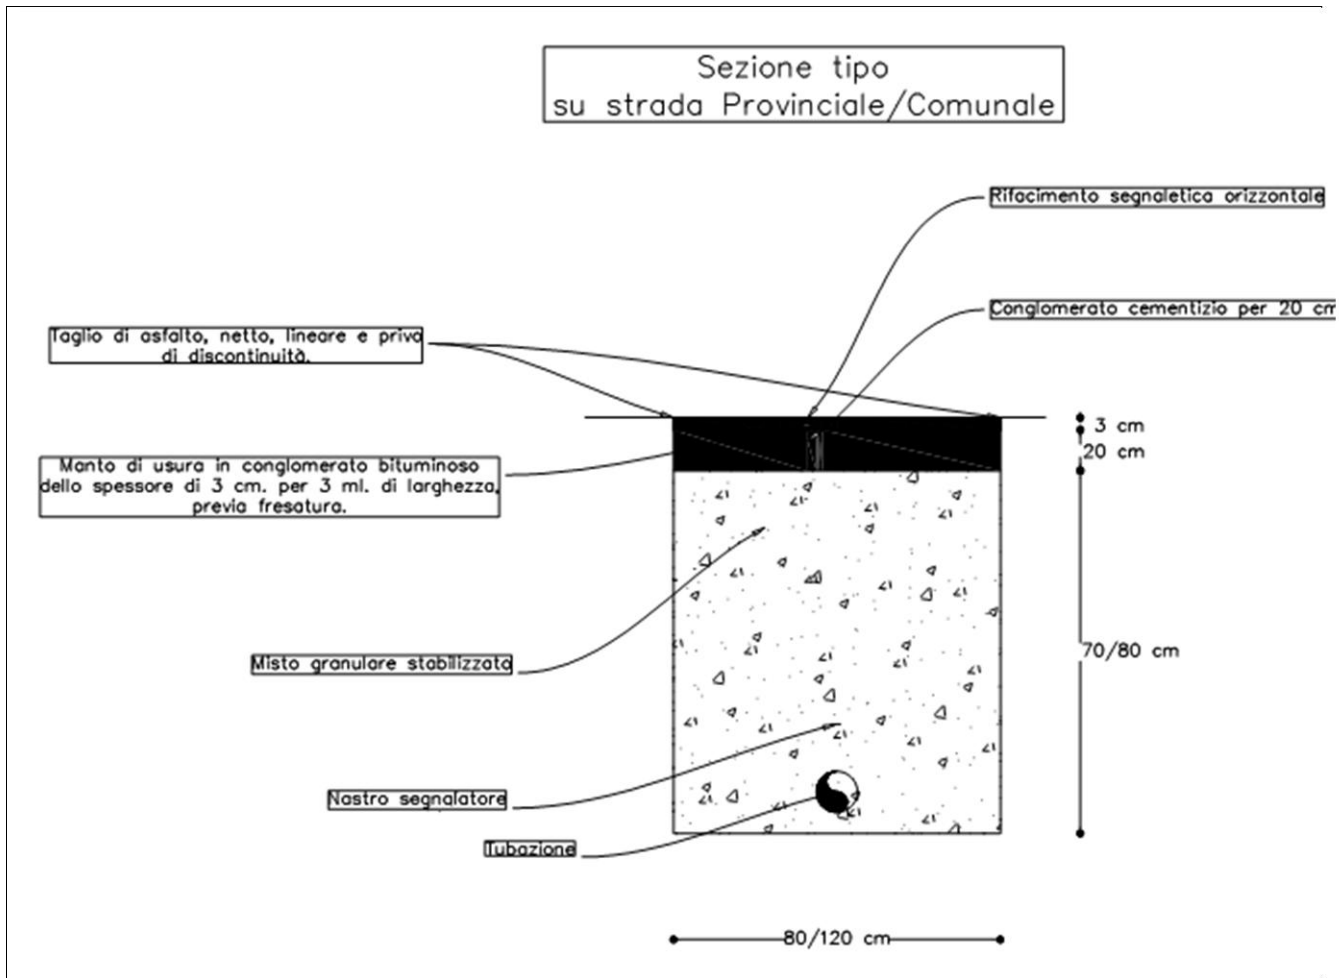 Sezione tipo
su strada Provinciale/Comunale
Rifacimento segnaletica orizzontale
Conglomerato cementizio per 20 cm
Taglio di asfalto, netto, lineare e privo
di discontinuità.
3 cm
20 cm
Manto di usura in conglomerato bituminoso
dello spessore di 3 cm. per 3 ml. di larghezza,
previa fresatura.
70/80 cm
Misto granulare stabilizzato
Nastro segnalatore
Tubazione
80/120 cm